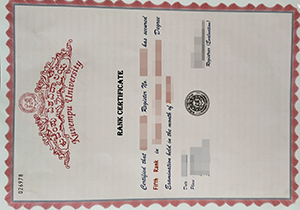 Kuvempu University
RANK CERTIFICATE
Certified that
Register No
has secured
Fifth Rank in
Degree
Examination held in the month of
Date
Place
Registrar (Evaluation)
026978